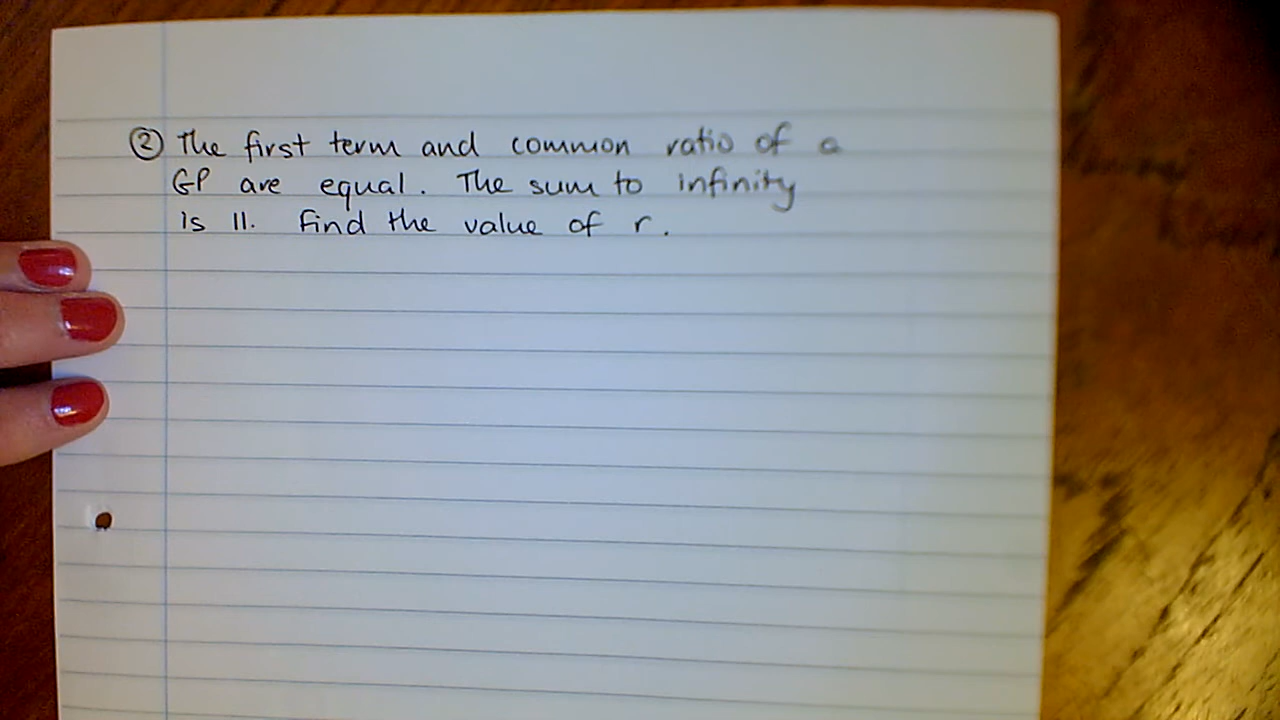 ② The first term and common ratio of a
GP are equal. The sum to infinity
is 11. Find the value of r.